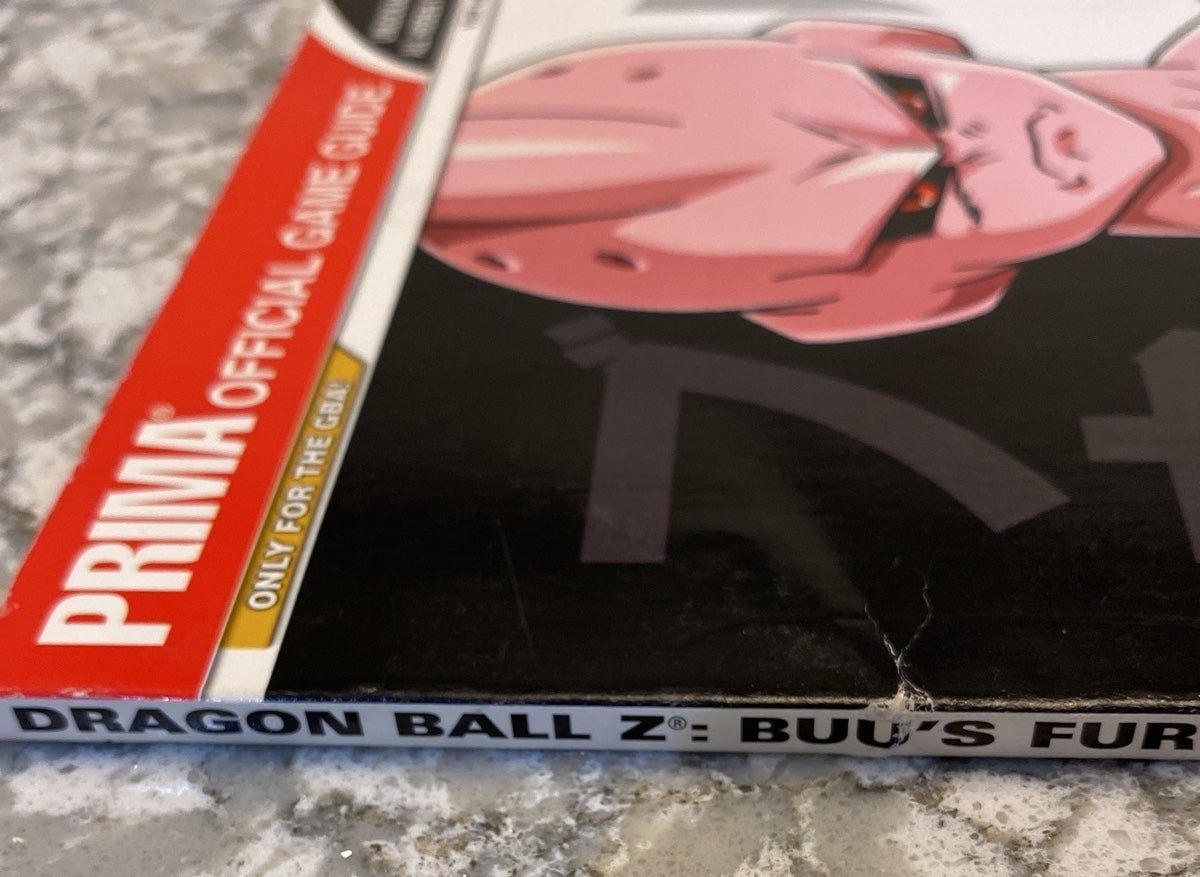 PRIMA® OFFICIAL GAME GUIDE
ONLY FOR THE GBA!
DRAGON BALL Z®: BUU'S FUR